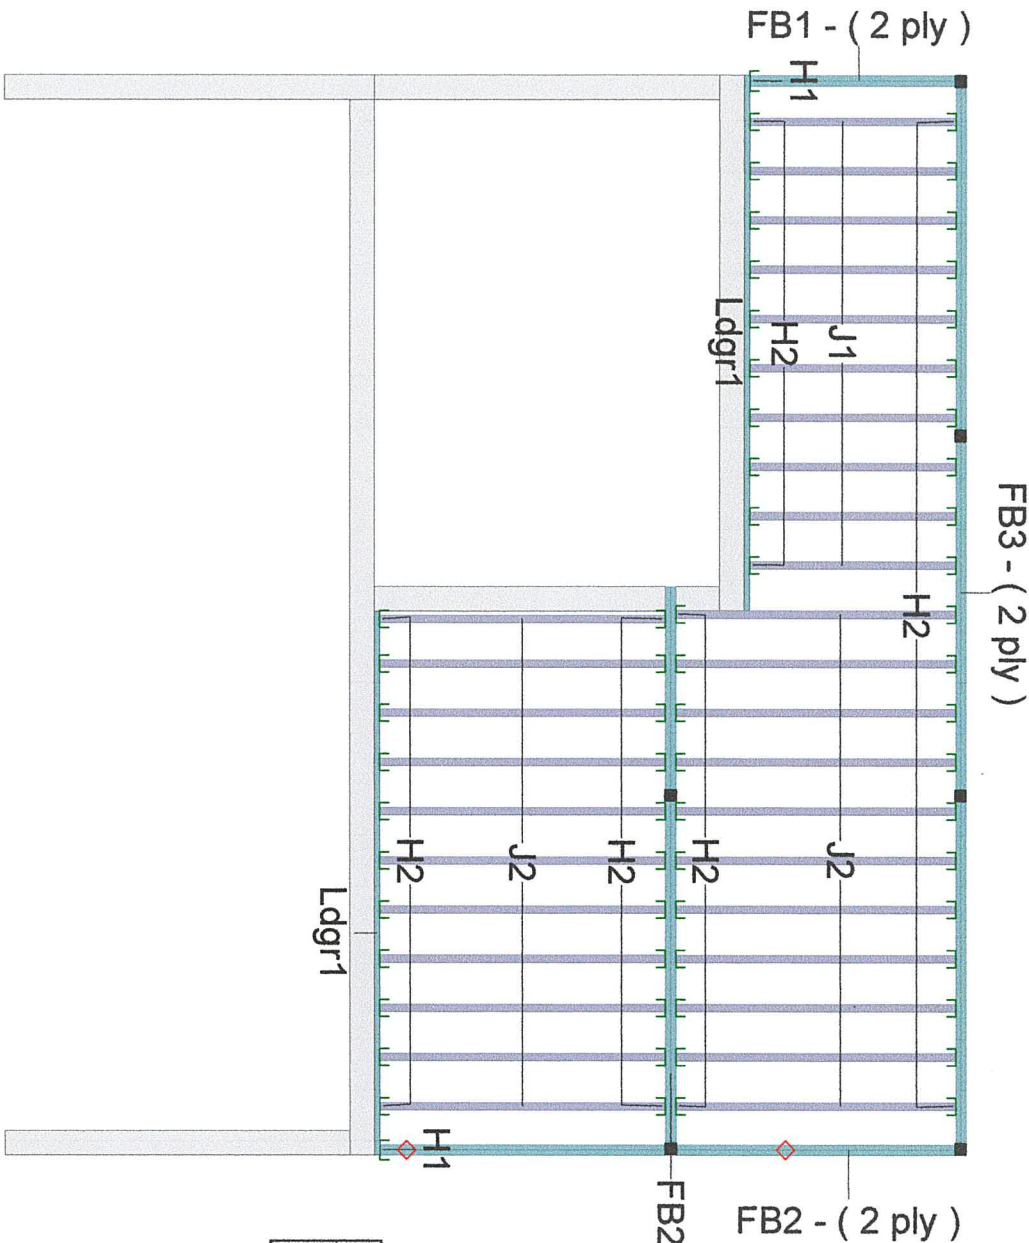 FB1 - ( 2 ply )
H1
J1
H2
Ldgr1
FB3 - ( 2 ply )
H2
H2
J2
H2
H2
J2
Ldgr1
H1
FB2
FB2 - ( 2 ply )